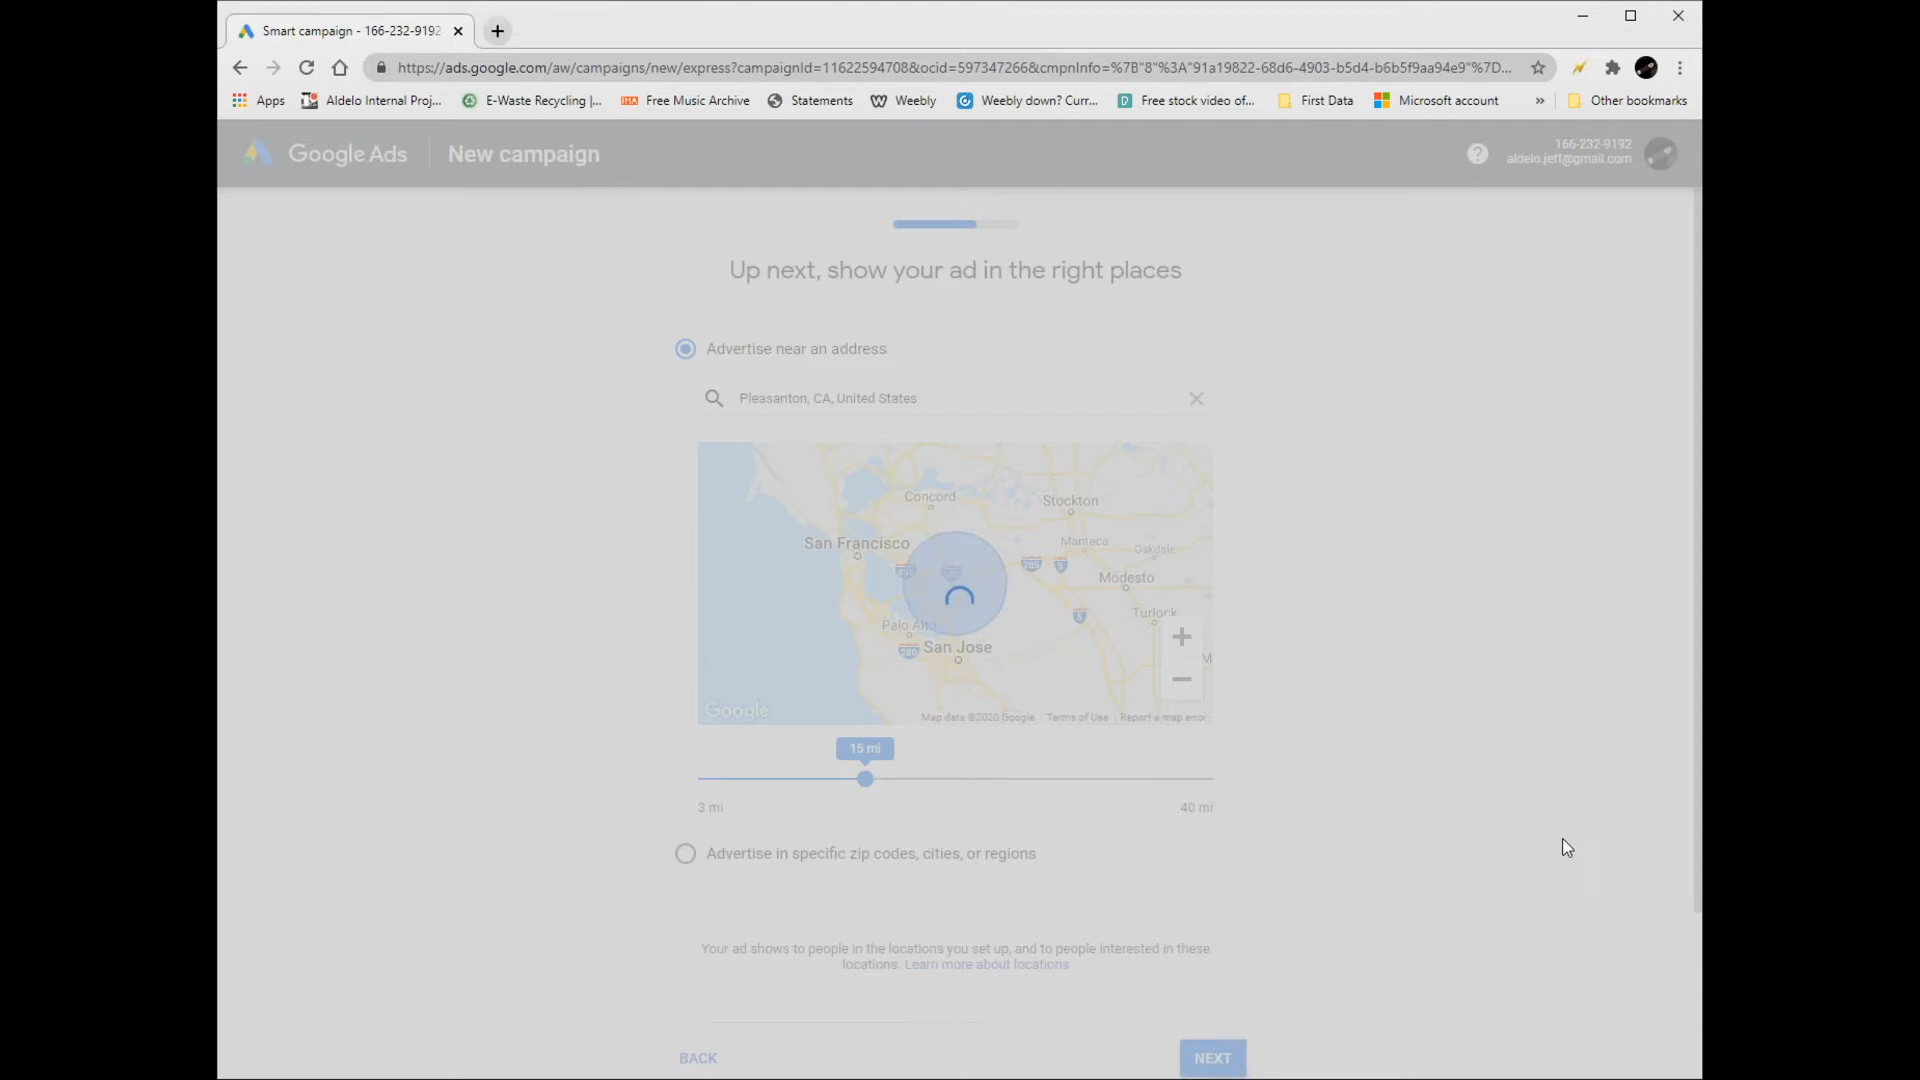 Smart campaign - 166-232-9192
https://ads.google.com/aw/campaigns/new/express?campaignId=11622594708&ocid=597347266&cmpnInfo=%7B"8"%3A"91a19822-68d6-4903-b5d4-b6b5f9aa94e9"%7D...
Apps Aldelo Internal Proj... E-Waste Recycling |... Free Music Archive Statements Weebly Weebly down? Curr... Free stock video of... First Data Microsoft account » Other bookmarks
Google Ads New campaign
166-232-9192
aldelo.jeff@gmail.com
Up next, show your ad in the right places
Advertise near an address
Pleasanton, CA, United States
Concord
Stockton
San Francisco
Manteca
Oakdale
205
5
Modesto
5
Turlock
Palo Alto
280
San Jose
M
Google
Map data ©2020 Google Terms of Use Report a map error
15 mi
3 mi 40 mi
Advertise in specific zip codes, cities, or regions
Your ad shows to people in the locations you set up, and to people interested in these
locations. Learn more about locations
BACK NEXT